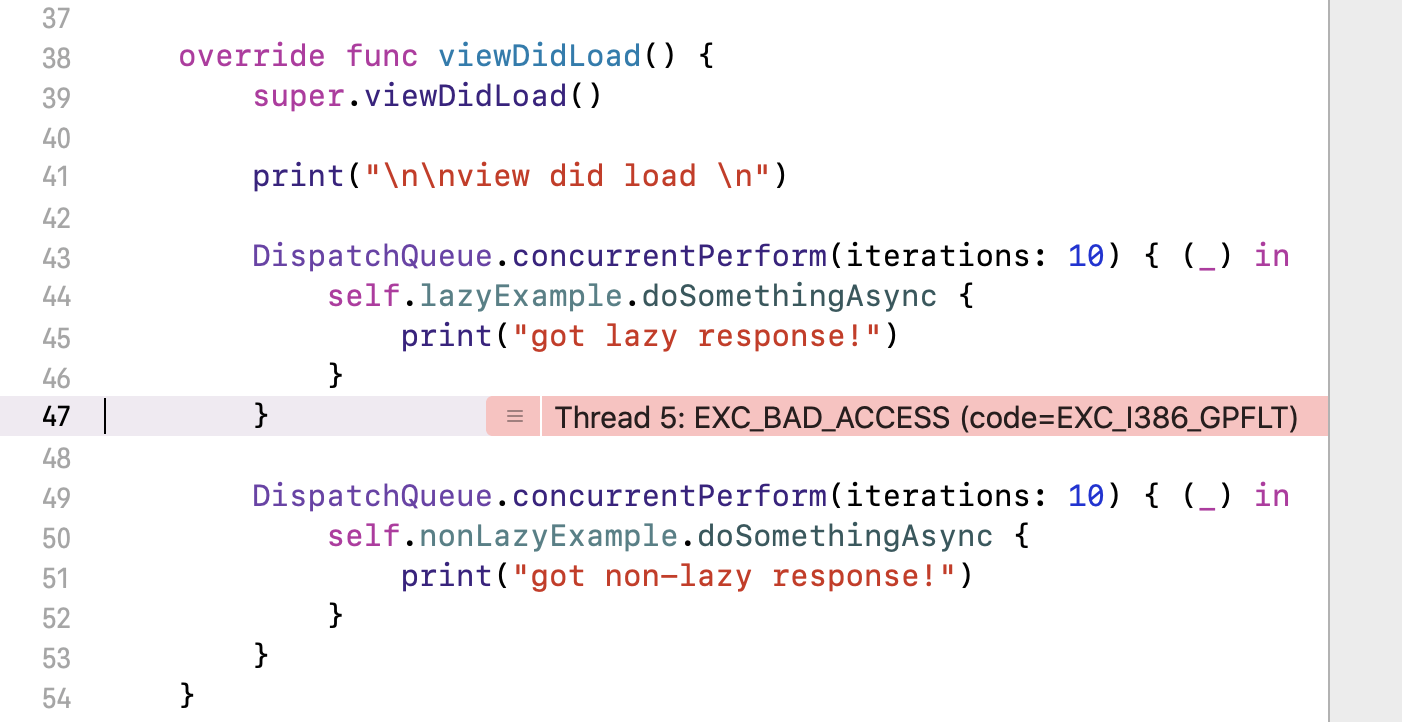 37
38 override func viewDidLoad() {
39 super.viewDidLoad()
40
41 print("\n\nview did load \n")
42
43 DispatchQueue.concurrentPerform(iterations: 10) { (_) in
44 self.lazyExample.doSomethingAsync {
45 print("got lazy response!")
46 }
47 } Thread 5: EXC_BAD_ACCESS (code=EXC_I386_GPFLT)
48
49 DispatchQueue.concurrentPerform(iterations: 10) { (_) in
50 self.nonLazyExample.doSomethingAsync {
51 print("got non-lazy response!")
52 }
53 }
54 }